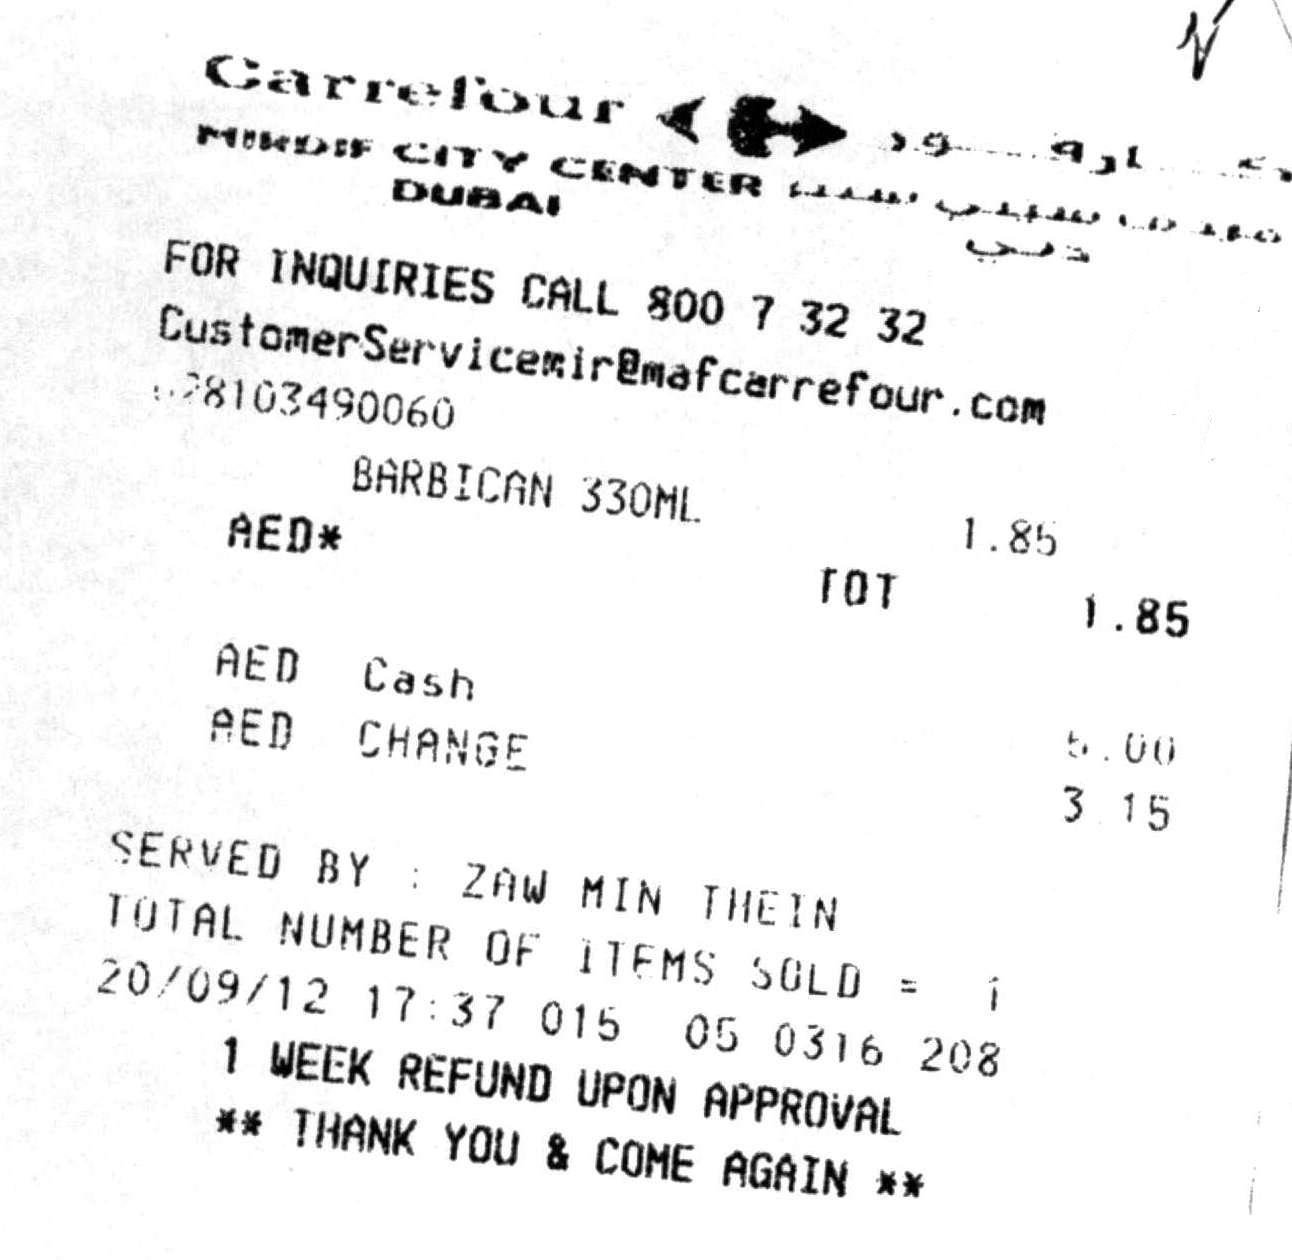 Carrefour
MIRDIF CITY CENTER
DUBAI دبي
FOR INQUIRIES CALL 800 7 32 32
CustomerServicemir@mafcarrefour.com
628103490060
BARBICAN 330ML 1.85
AED* TOT 1.85
AED Cash 5.00
AED CHANGE 3.15
SERVED BY : ZAW MIN THEIN
TOTAL NUMBER OF ITEMS SOLD = 1
20/09/12 17:37 015 05 0316 208
1 WEEK REFUND UPON APPROVAL
** THANK YOU & COME AGAIN **